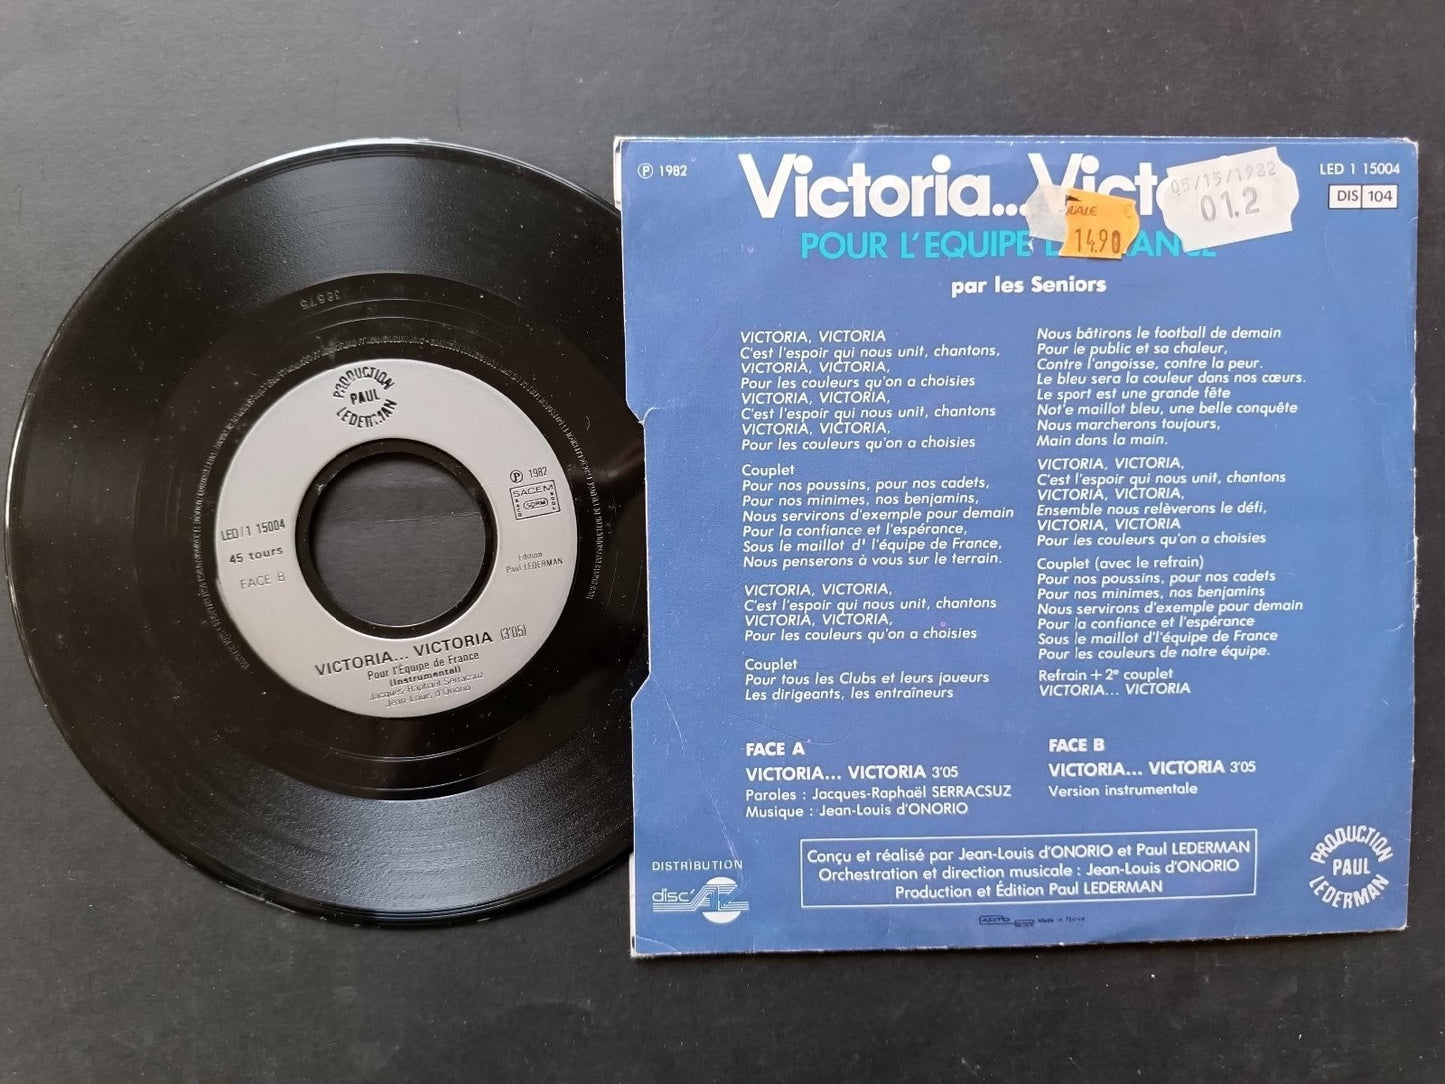 36575
PRODUCTION
PAUL
LEDERMAN
℗ 1982
SACEM
SDRM
LED 1 15004
45 tours
FACE B
Edition
Paul LEDERMAN
VICTORIA... VICTORIA (3'05)
Pour l'Équipe de France
(Instrumental)
Jacques-Raphaël Serracsuz
Jean-Louis d'Onorio
℗ 1982
Victoria... Victo
LED 1 15004
DIS 104
05/15/1982
01.2
14.90
POUR L'EQUIPE
par les Seniors
VICTORIA, VICTORIA
C'est l'espoir qui nous unit, chantons,
VICTORIA, VICTORIA,
Pour les couleurs qu'on a choisies
VICTORIA, VICTORIA,
C'est l'espoir qui nous unit, chantons
VICTORIA, VICTORIA,
Pour les couleurs qu'on a choisies
Couplet
Pour nos poussins, pour nos cadets,
Pour nos minimes, nos benjamins,
Nous servirons d'exemple pour demain
Pour la confiance et l'espérance,
Sous le maillot d' l'équipe de France,
Nous penserons à vous sur le terrain.
VICTORIA, VICTORIA,
C'est l'espoir qui nous unit, chantons
VICTORIA, VICTORIA,
Pour les couleurs qu'on a choisies
Couplet
Pour tous les Clubs et leurs joueurs
Les dirigeants, les entraîneurs
Nous bâtirons le football de demain
Pour le public et sa chaleur,
Contre l'angoisse, contre la peur.
Le bleu sera la couleur dans nos cœurs.
Le sport est une grande fête
Not'e maillot bleu, une belle conquête
Nous marcherons toujours,
Main dans la main.
VICTORIA, VICTORIA,
C'est l'espoir qui nous unit, chantons
VICTORIA, VICTORIA,
Ensemble nous relèverons le défi,
VICTORIA, VICTORIA
Pour les couleurs qu'on a choisies
Couplet (avec le refrain)
Pour nos poussins, pour nos cadets
Pour nos minimes, nos benjamins
Nous servirons d'exemple pour demain
Pour la confiance et l'espérance
Sous le maillot d'l'équipe de France
Pour les couleurs de notre équipe.
Refrain + 2e couplet
VICTORIA... VICTORIA
FACE A
VICTORIA... VICTORIA 3'05
Paroles : Jacques-Raphaël SERRACSUZ
Musique : Jean-Louis d'ONORIO
FACE B
VICTORIA... VICTORIA 3'05
Version instrumentale
DISTRIBUTION
disc'AZ
Conçu et réalisé par Jean-Louis d'ONORIO et Paul LEDERMAN
Orchestration et direction musicale : Jean-Louis d'ONORIO
Production et Édition Paul LEDERMAN
PRODUCTION
PAUL
LEDERMAN
Made in France